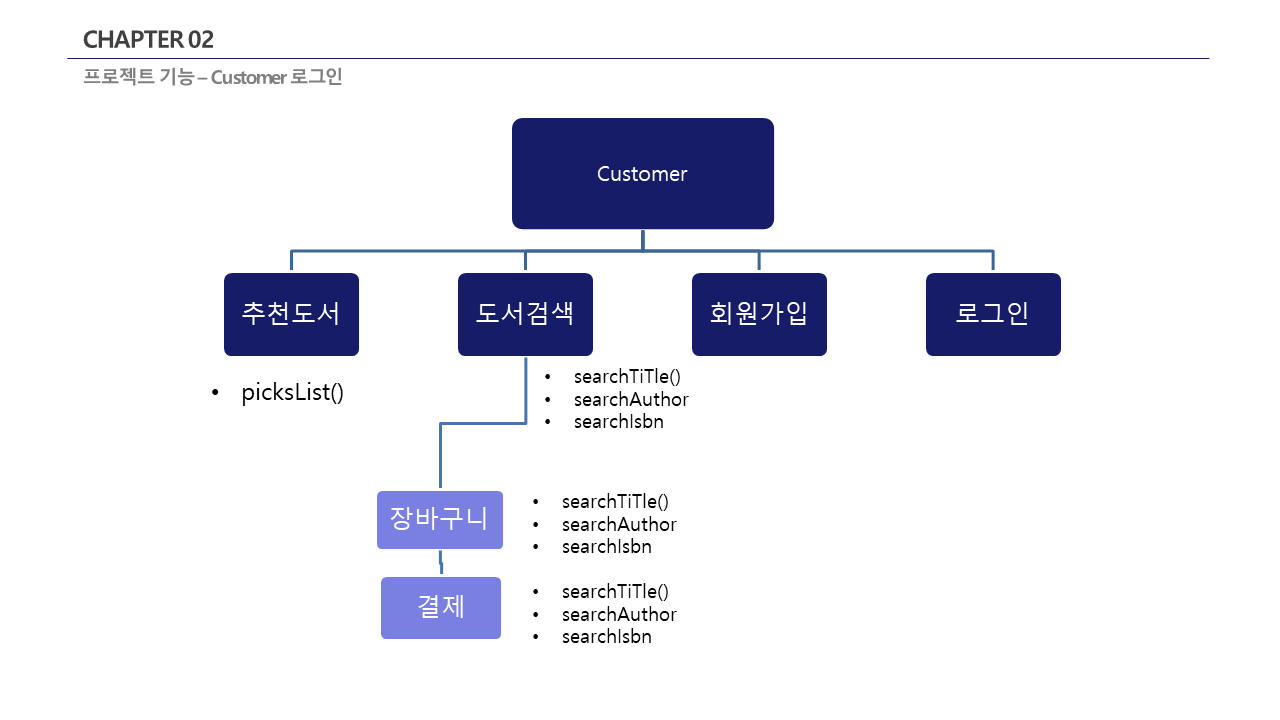 CHAPTER 02
프로젝트 기능 – Customer 로그인
Customer
추천도서
도서검색
회원가입
로그인
• picksList()
• searchTiTle()
• searchAuthor
• searchIsbn
장바구니
• searchTiTle()
• searchAuthor
• searchIsbn
결제
• searchTiTle()
• searchAuthor
• searchIsbn